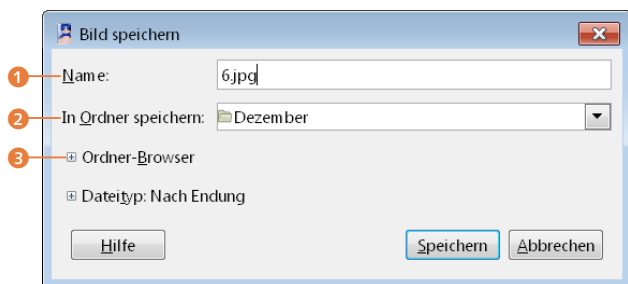 Bild speichern
1 Name: 6.jpg
2 In Ordner speichern: Dezember
3 Ordner-Browser
Dateityp: Nach Endung
Hilfe Speichern Abbrechen